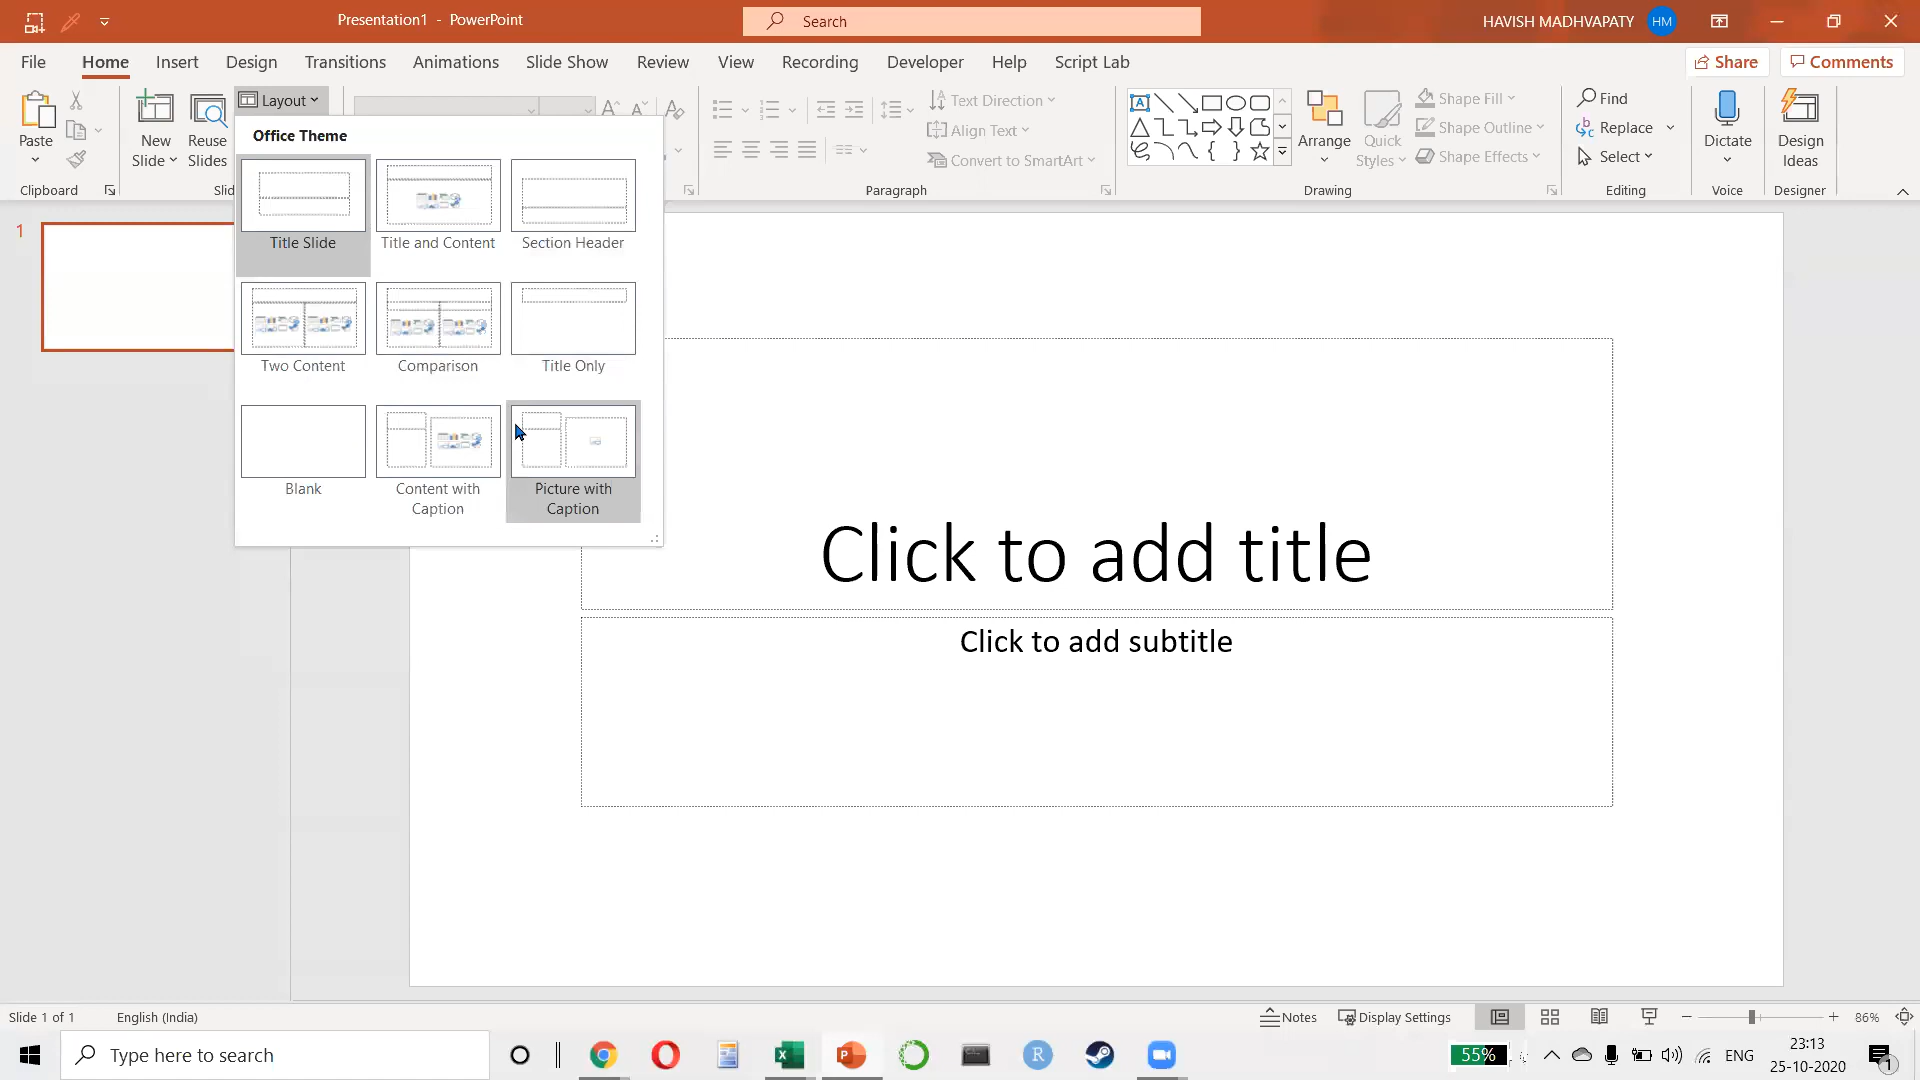 Presentation1 - PowerPoint
Search
HAVISH MADHVAPATY HM
File Home Insert Design Transitions Animations Slide Show Review View Recording Developer Help Script Lab Share Comments
Paste
New Slide
Reuse Slides
Layout
Text Direction
Align Text
Convert to SmartArt
Arrange
Quick Styles
Shape Fill
Shape Outline
Shape Effects
Find
Replace
Select
Dictate
Design Ideas
Clipboard
Paragraph Drawing Editing Voice Designer
Office Theme
Title Slide Title and Content Section Header
Two Content Comparison Title Only
Blank Content with Caption Picture with Caption
1
Click to add title
Click to add subtitle
Slide 1 of 1 English (India) Notes Display Settings 86%
Type here to search
55%
ENG
23:13
25-10-2020
1